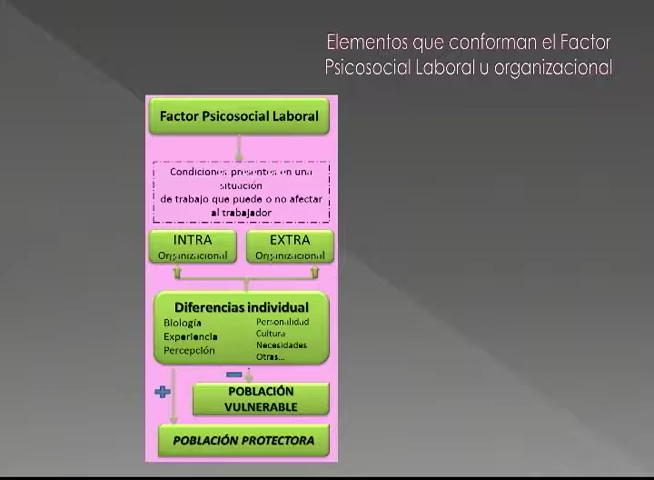 Elementos que conforman el Factor
Psicosocial Laboral u organizacional
Factor Psicosocial Laboral
Condiciones presentes en una
situación
de trabajo que puede o no afectar
al trabajador
INTRA
Organizacional
EXTRA
Organizacional
Diferencias individual
Biología
Experiencia
Percepción
Personalidad
Cultura
Necesidades
Otras...
+
−
POBLACIÓN
VULNERABLE
POBLACIÓN PROTECTORA